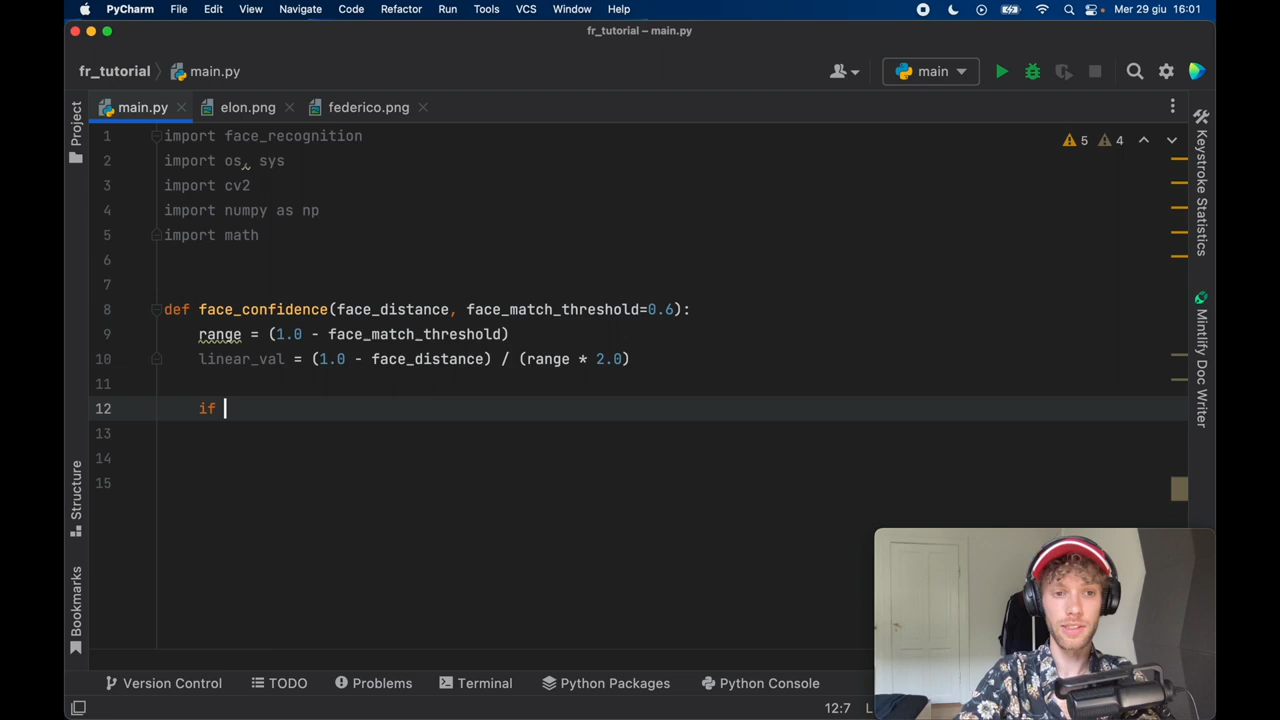 PyCharm File Edit View Navigate Code Refactor Run Tools VCS Window Help Mer 29 giu 16:01
fr_tutorial – main.py
fr_tutorial main.py main
main.py elon.png federico.png
1 import face_recognition
2 import os, sys
3 import cv2
4 import numpy as np
5 import math
6
7
8 def face_confidence(face_distance, face_match_threshold=0.6):
9 range = (1.0 - face_match_threshold)
10 linear_val = (1.0 - face_distance) / (range * 2.0)
11
12 if
13
14
15
5 4
Project
Structure
Bookmarks
Keystroke Statistics
Mintlify Doc Writer
Version Control TODO Problems Terminal Python Packages Python Console
12:7